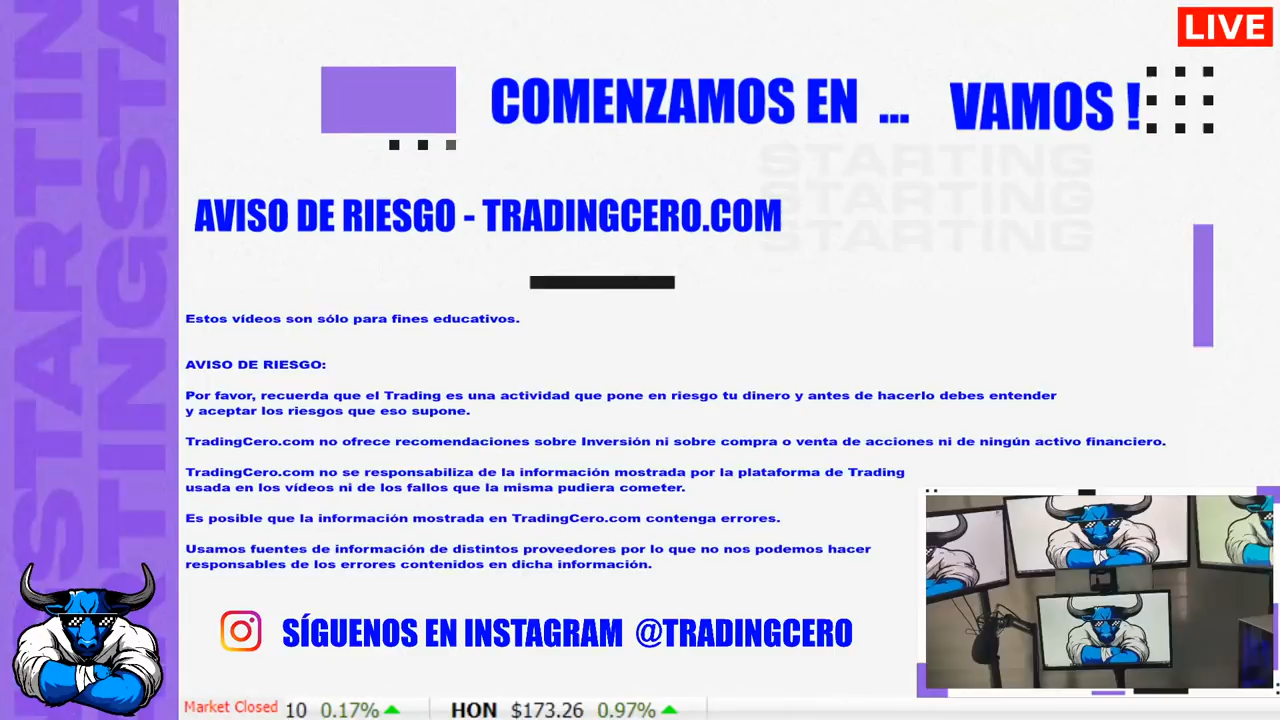 LIVE
COMENZAMOS EN ... VAMOS !
STARTING
STARTING
STARTING
AVISO DE RIESGO - TRADINGCERO.COM
Estos vídeos son sólo para fines educativos.
AVISO DE RIESGO:
Por favor, recuerda que el Trading es una actividad que pone en riesgo tu dinero y antes de hacerlo debes entender
y aceptar los riesgos que eso supone.
TradingCero.com no ofrece recomendaciones sobre Inversión ni sobre compra o venta de acciones ni de ningún activo financiero.
TradingCero.com no se responsabiliza de la información mostrada por la plataforma de Trading
usada en los vídeos ni de los fallos que la misma pudiera cometer.
Es posible que la información mostrada en TradingCero.com contenga errores.
Usamos fuentes de información de distintos proveedores por lo que no nos podemos hacer
responsables de los errores contenidos en dicha información.
SÍGUENOS EN INSTAGRAM @TRADINGCERO
Market Closed 10 0.17% HON $173.26 0.97%